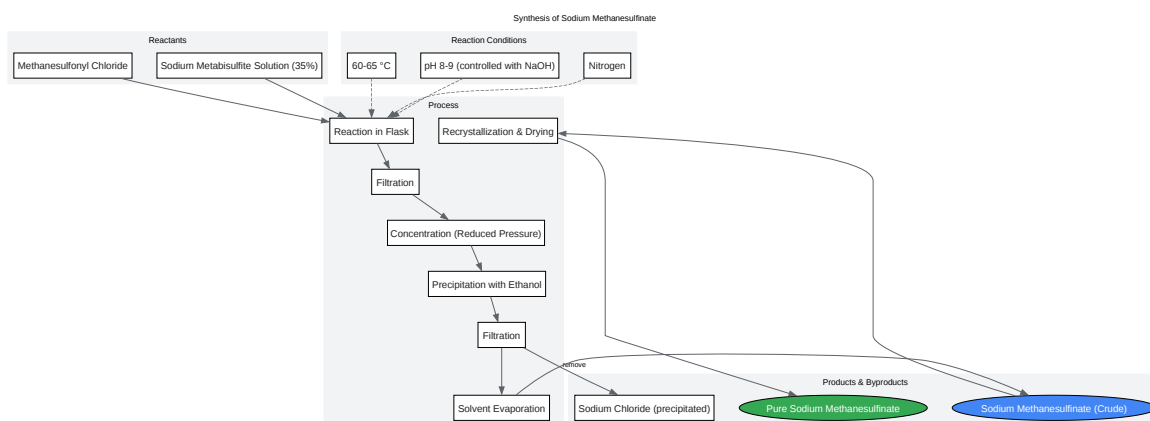 Synthesis of Sodium Methanesulfinate
Reactants
Reaction Conditions
Methanesulfonyl Chloride
Sodium Metabisulfite Solution (35%)
60-65 °C
pH 8-9 (controlled with NaOH)
Nitrogen
Process
Reaction in Flask
Recrystallization & Drying
Filtration
Concentration (Reduced Pressure)
Precipitation with Ethanol
Filtration
remove
Products & Byproducts
Solvent Evaporation
Sodium Chloride (precipitated)
Pure Sodium Methanesulfinate
Sodium Methanesulfinate (Crude)